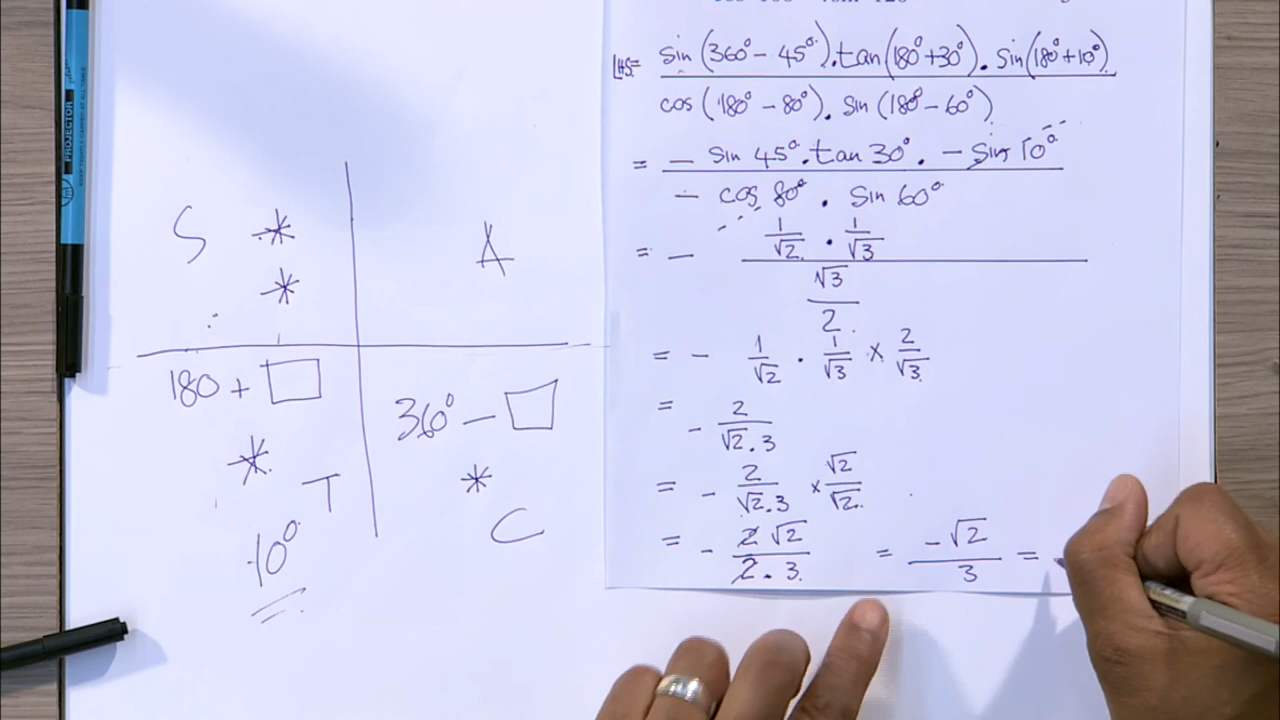 PROJECTOR
S * A
*
180 + □ 360° – □
* *
T C
10°
LHS= sin (360° – 45°).tan(180°+30°). sin(180°+10°)
cos (180° – 80°). sin (180° – 60°)
= – sin 45°.tan 30°. – sin 10°
– cos 80° . sin 60°
= – 1/√2 . 1/√3
√3/2
= – 1/√2 . 1/√3 × 2/√3
= – 2/√2 . 3
= – 2/√2 . 3 × √2/√2
= – 2√2/2 . 3 = –√2/3 =